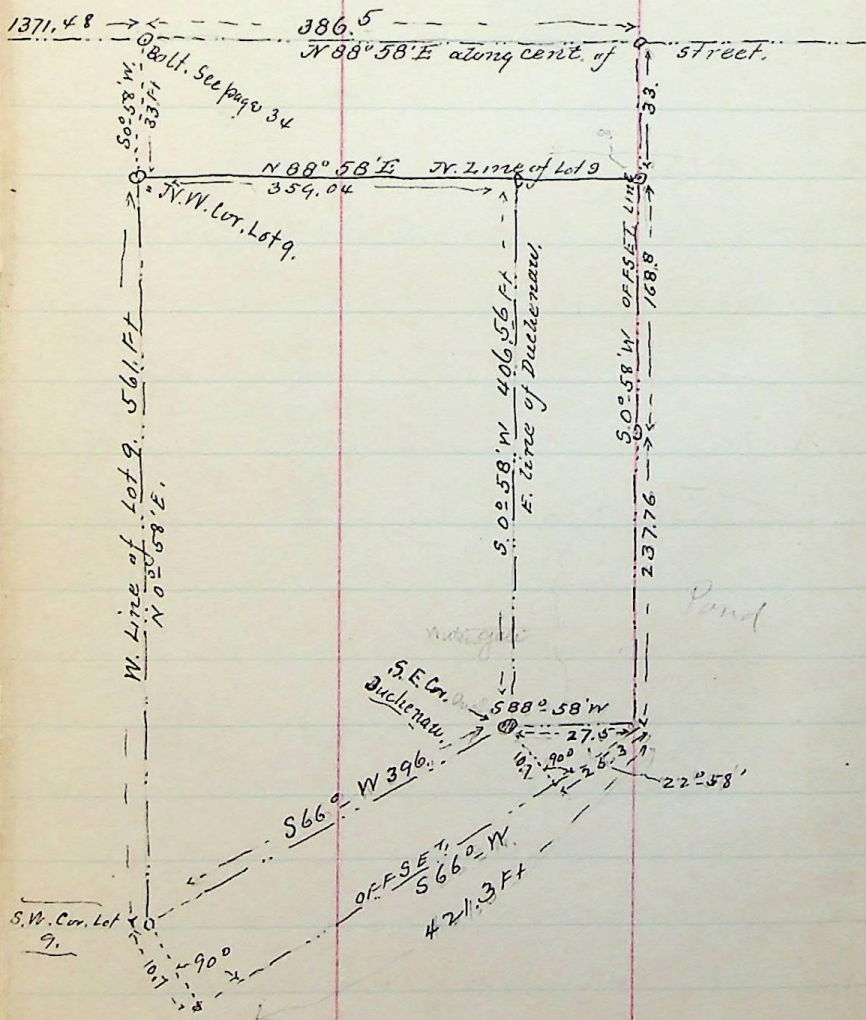 1371.48
386.5
N 88° 58' E along cent. of street.
Bolt. See page 34
S 0° 58' W.
33 Ft
33.
N 88° 58' E N. Line of Lot 9
359.04
N.W. Cor. Lot 9.
W. Line of Lot 9. 561. Ft
N 0° 58' E.
S. 0° 58' W 406.56 Ft
E. line of Duchenaw.
S. 0° 58' W OFFSET LINE
168.8
237.76
Pond
S.E. Cor.
Duchenaw.
S 88° 58' W
27.5
10.7
90°
25.3
22° 58'
S 66° W 396.
OFFSET
S 66° W.
421.3 Ft
S.W. Cor. Lot
9.
10.7
90°